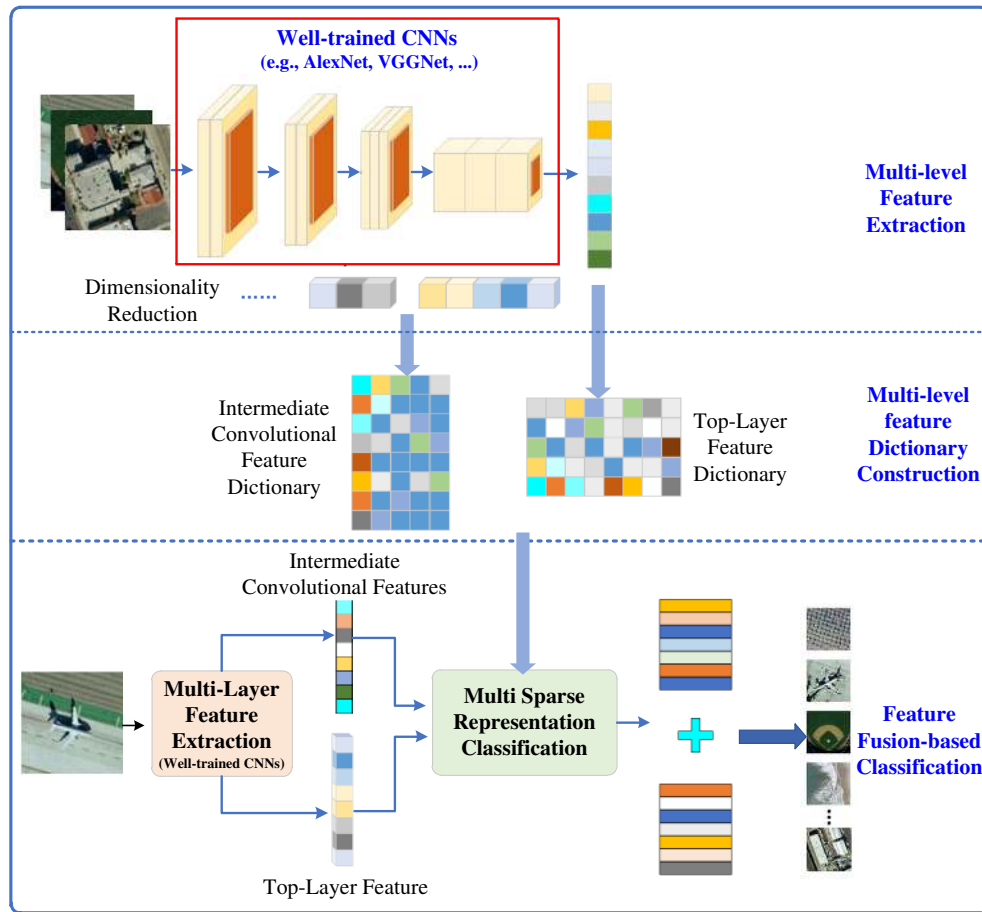 Well-trained CNNs
(e.g., AlexNet, VGGNet, ...)
Multi-level
Feature
Extraction
Dimensionality
Reduction
......
Intermediate
Convolutional
Feature
Dictionary
Top-Layer
Feature
Dictionary
Multi-level
feature
Dictionary
Construction
Intermediate
Convolutional Features
Multi-Layer
Feature
Extraction
(Well-trained CNNs)
Multi Sparse
Representation
Classification
Feature
Fusion-based
Classification
Top-Layer Feature